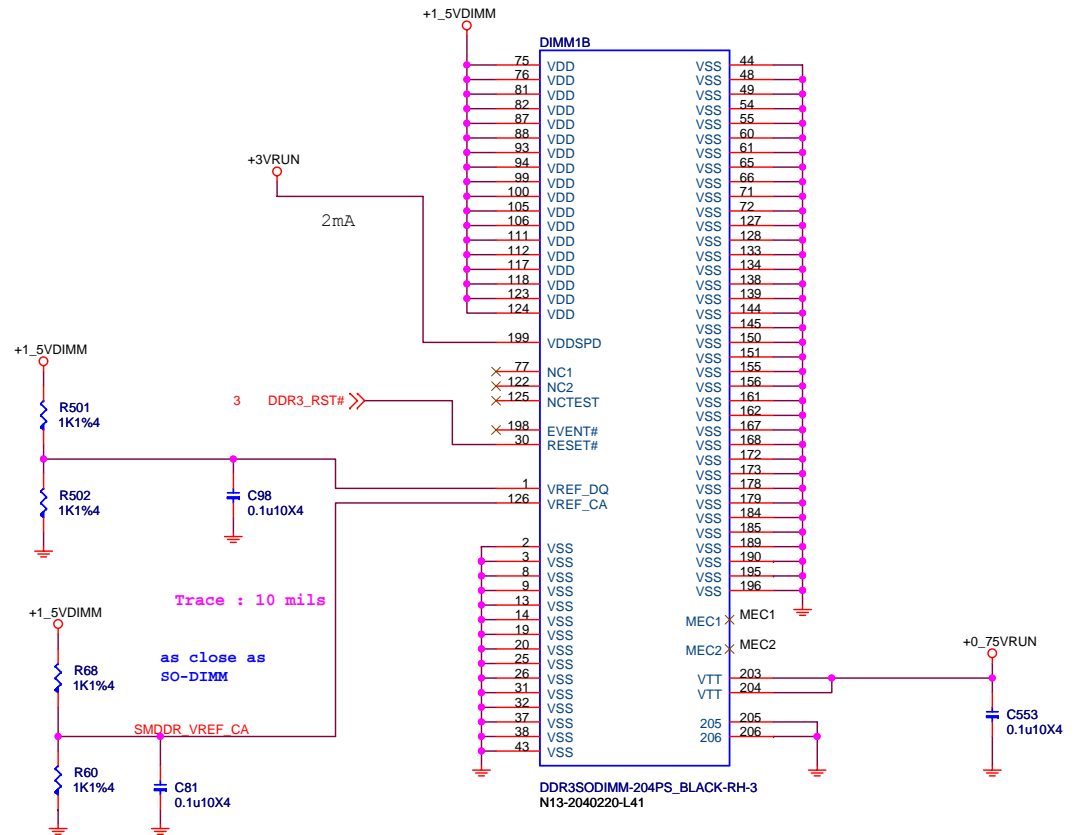 +1_5VDIMM
DIMM1B
75 VDD VSS 44
76 VDD VSS 48
81 VDD VSS 49
82 VDD VSS 54
87 VDD VSS 55
88 VDD VSS 60
93 VDD VSS 61
94 VDD VSS 65
99 VDD VSS 66
100 VDD VSS 71
105 VDD VSS 72
106 VDD VSS 127
111 VDD VSS 128
112 VDD VSS 133
117 VDD VSS 134
118 VDD VSS 138
123 VDD VSS 139
124 VDD VSS 144
VSS 145
199 VDDSPD VSS 150
VSS 151
77 NC1 VSS 155
122 NC2 VSS 156
125 NCTEST VSS 161
VSS 162
198 EVENT# VSS 167
30 RESET# VSS 168
VSS 172
VSS 173
1 VREF_DQ VSS 178
126 VREF_CA VSS 179
VSS 184
VSS 185
2 VSS VSS 189
3 VSS VSS 190
8 VSS VSS 195
9 VSS VSS 196
13 VSS
14 VSS MEC1 MEC1
19 VSS
20 VSS MEC2 MEC2
25 VSS
26 VSS VTT 203
31 VSS VTT 204
32 VSS
37 VSS 205 205
38 VSS 206 206
43 VSS
DDR3SODIMM-204PS_BLACK-RH-3
N13-2040220-L41
+3VRUN
2mA
3 DDR3_RST#
+1_5VDIMM
R501
1K1%4
R502
1K1%4
C98
0.1u10X4
Trace : 10 mils
as close as
SO-DIMM
+1_5VDIMM
R68
1K1%4
SMDDR_VREF_CA
R60
1K1%4
C81
0.1u10X4
+0_75VRUN
C553
0.1u10X4